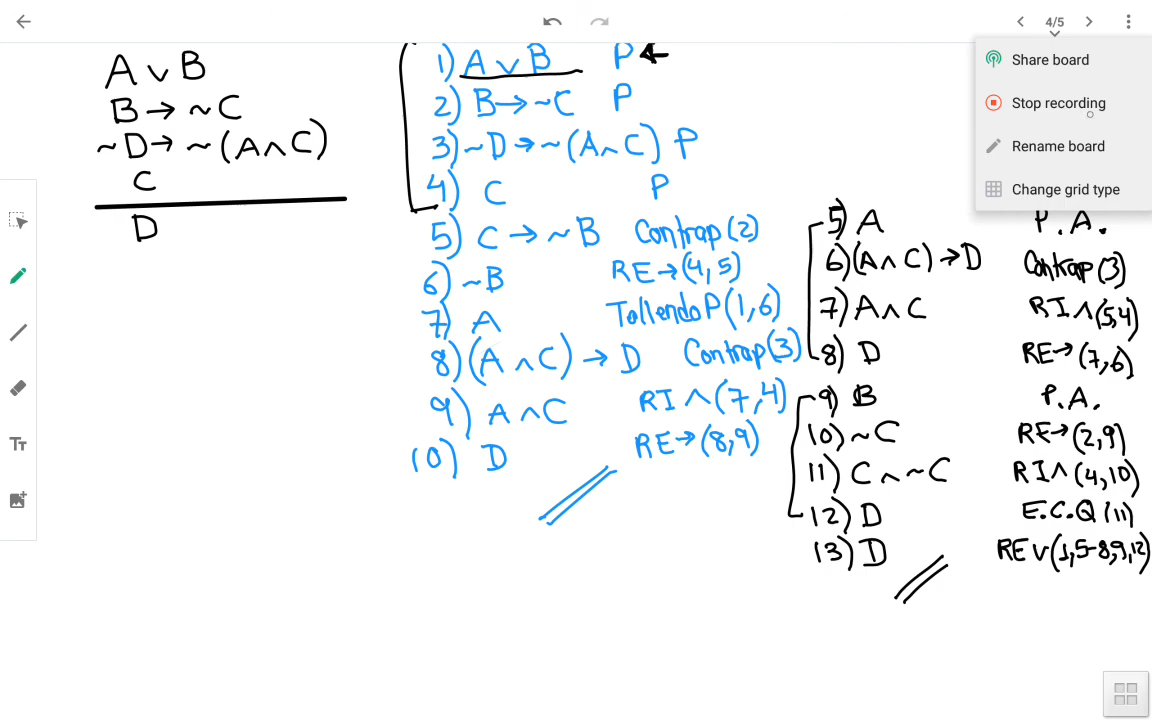 4/5
Share board
Stop recording
Rename board
Change grid type
A ∨ B
B → ~C
~D → ~(A∧C)
C
D
1) A ∨ B P ←
2) B → ~C P
3) ~D → ~(A∧C) P
4) C P
5) C → ~B Contrap(2)
6) ~B RE→(4,5)
7) A TollendoP(1,6)
8) (A∧C) → D Contrap(3)
9) A∧C RI∧(7,4)
10) D RE→(8,9)
5) A P.A.
6) (A∧C) → D Contrap(3)
7) A∧C RI∧(5,4)
8) D RE→(7,6)
9) B P.A.
10) ~C RE→(2,9)
11) C∧~C RI∧(4,10)
12) D E.C.Q(11)
13) D REv(1,5-8,9,12)
Tt